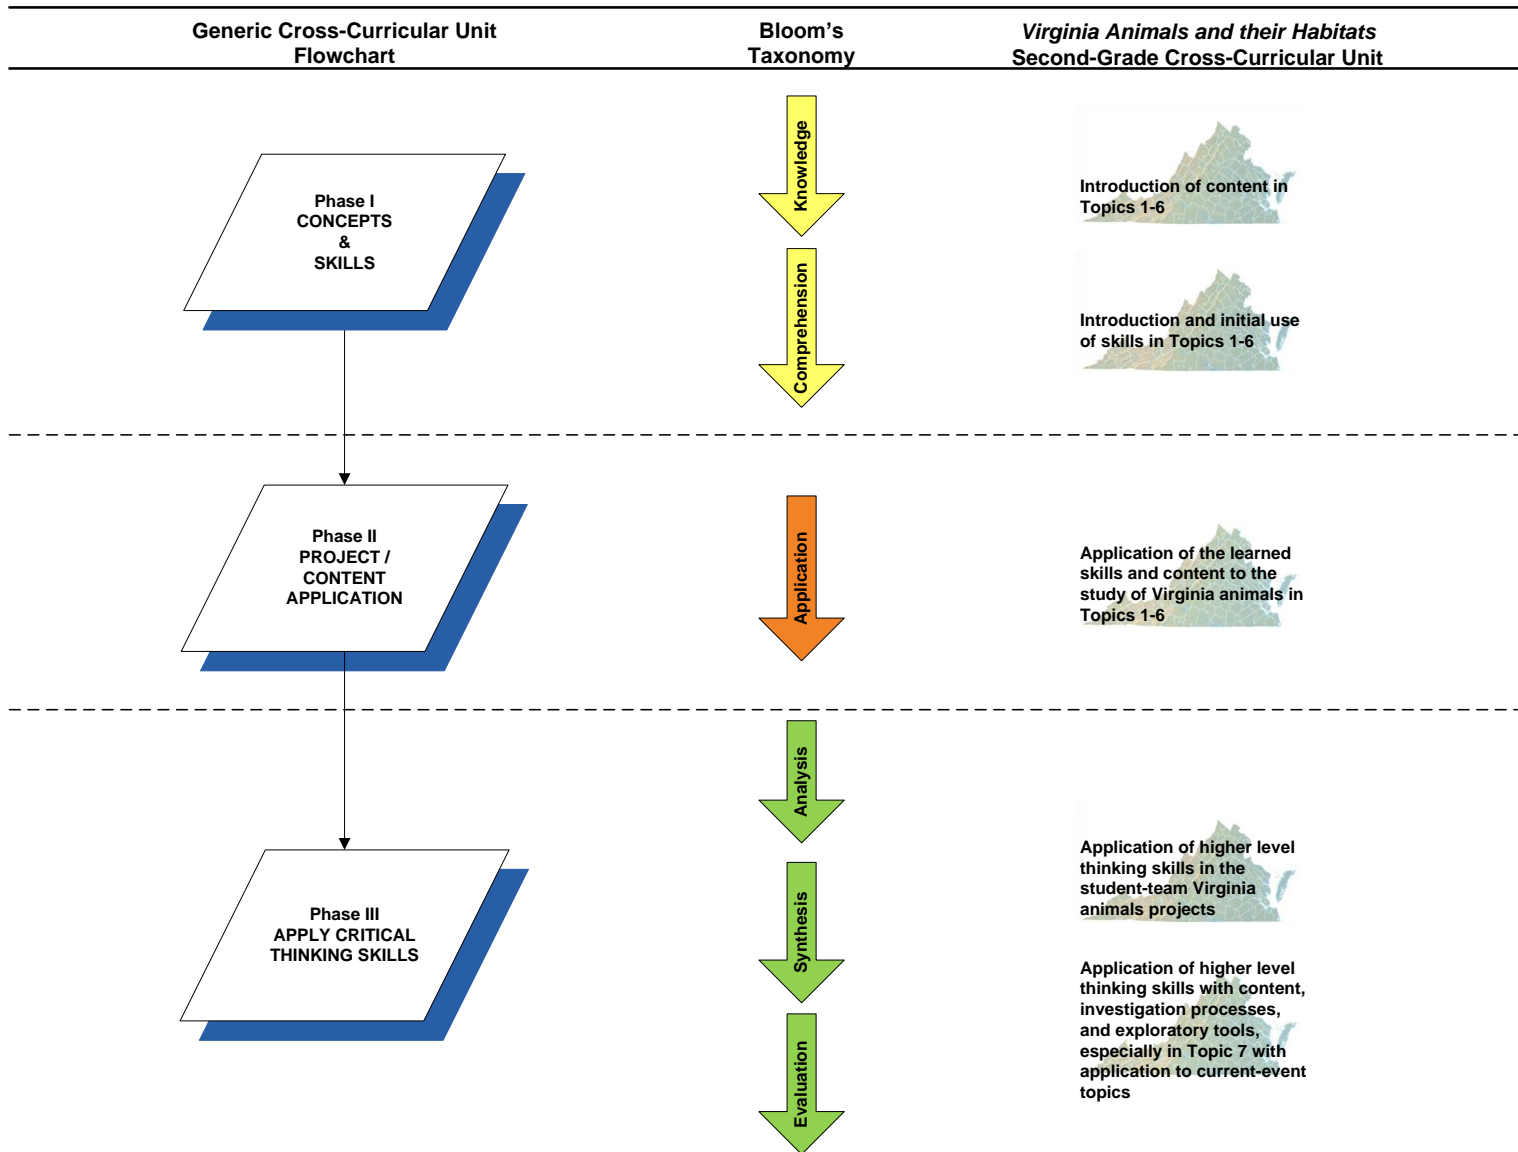 Generic Cross-Curricular Unit
Flowchart
Bloom's
Taxonomy
Virginia Animals and their Habitats
Second-Grade Cross-Curricular Unit
Phase I
CONCEPTS
&
SKILLS
Knowledge
Comprehension
Introduction of content in
Topics 1-6
Introduction and initial use
of skills in Topics 1-6
Phase II
PROJECT /
CONTENT
APPLICATION
Application
Application of the learned
skills and content to the
study of Virginia animals in
Topics 1-6
Phase III
APPLY CRITICAL
THINKING SKILLS
Analysis
Synthesis
Evaluation
Application of higher level
thinking skills in the
student-team Virginia
animals projects
Application of higher level
thinking skills with content,
investigation processes,
and exploratory tools,
especially in Topic 7 with
application to current-event
topics